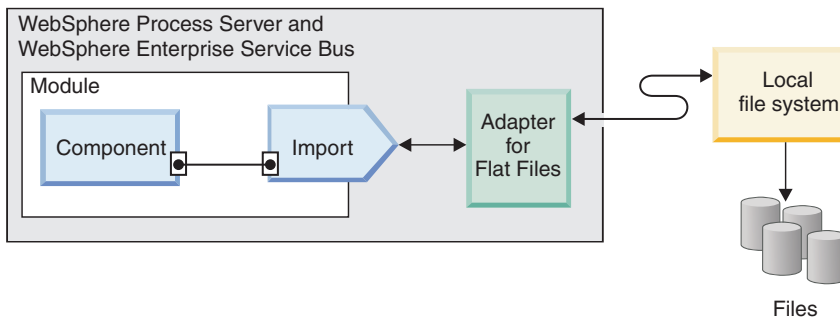 WebSphere Process Server and
WebSphere Enterprise Service Bus
Module
Component
Import
Adapter
for
Flat Files
Local
file system
Files